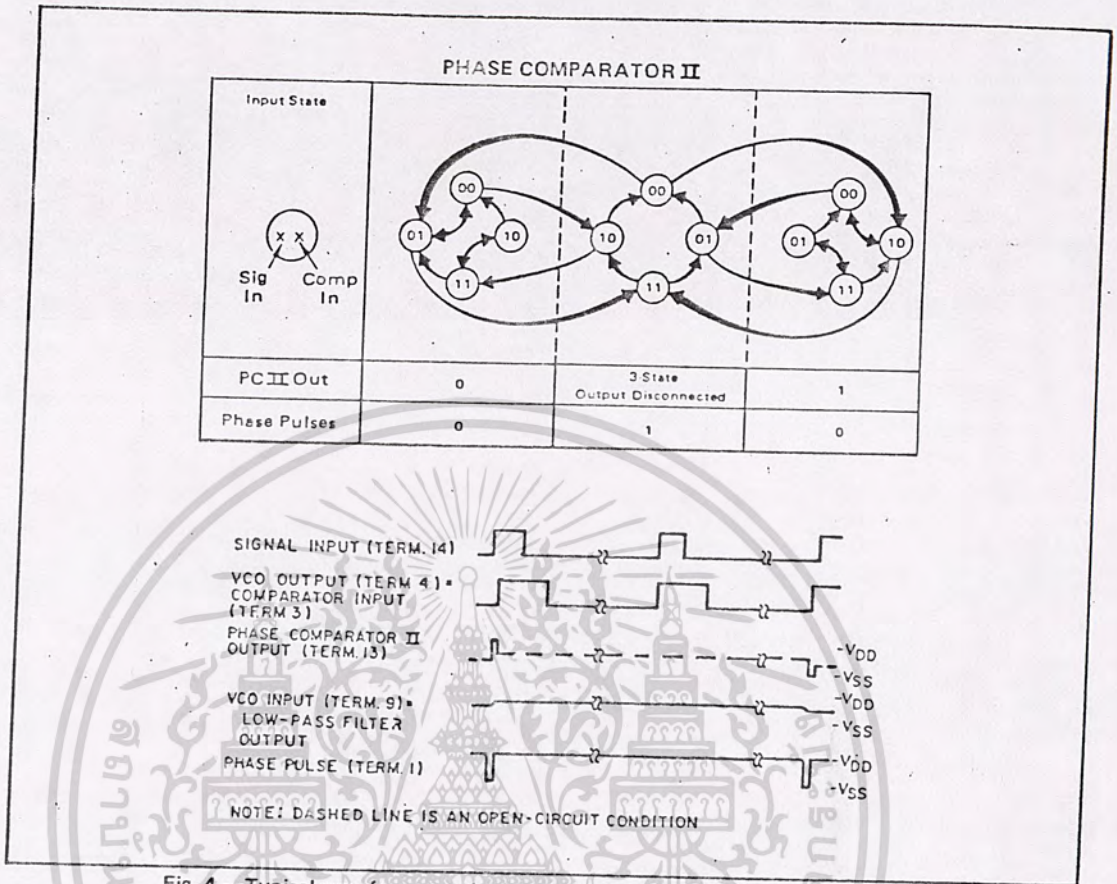 PHASE COMPARATOR II
Input State
00
00
00
01
10
10
01
01
10
11
11
11
x x
Sig In
Comp In
PC II Out
0
3 State
Output Disconnected
1
Phase Pulses
0
1
0
SIGNAL INPUT (TERM. 14)
VCO OUTPUT (TERM 4) =
COMPARATOR INPUT
(TERM 3)
PHASE COMPARATOR II
OUTPUT (TERM. 13)
-VDD
-VSS
VCO INPUT (TERM. 9) =
LOW-PASS FILTER
OUTPUT
-VDD
-VSS
PHASE PULSE (TERM. 1)
-VDD
-VSS
NOTE: DASHED LINE IS AN OPEN-CIRCUIT CONDITION